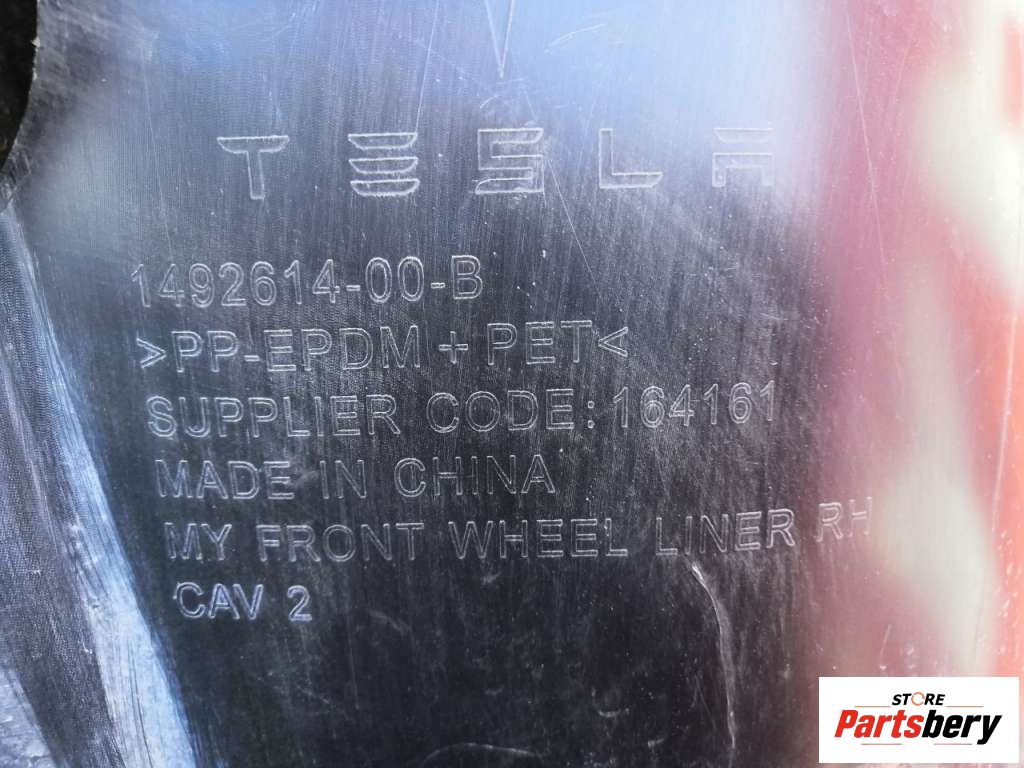 TESLA
1492614-00-B
>PP-EPDM + PET<
SUPPLIER CODE: 164161
MADE IN CHINA
MY FRONT WHEEL LINER RH
CAV 2
STORE
Partsbery